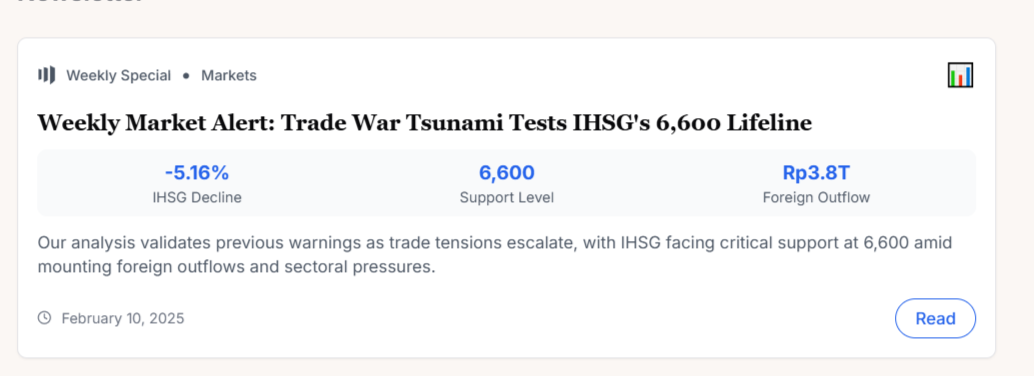 Weekly Special • Markets
Weekly Market Alert: Trade War Tsunami Tests IHSG's 6,600 Lifeline
-5.16% 6,600 Rp3.8T
IHSG Decline Support Level Foreign Outflow
Our analysis validates previous warnings as trade tensions escalate, with IHSG facing critical support at 6,600 amid
mounting foreign outflows and sectoral pressures.
February 10, 2025 Read